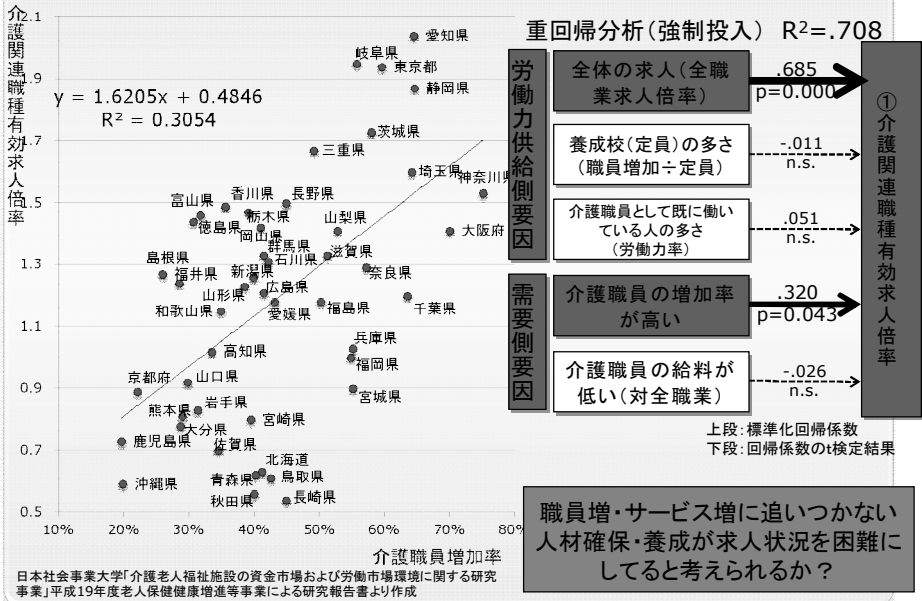 介護関連職種有効求人倍率
2.1
1.9
1.7
1.5
1.3
1.1
0.9
0.7
0.5
10%
20%
30%
40%
50%
60%
70%
80%
介護職員増加率
y = 1.6205x + 0.4846
R² = 0.3054
愛知県
岐阜県
東京都
静岡県
茨城県
三重県
埼玉県
神奈川県
香川県
長野県
富山県
栃木県
山梨県
徳島県
岡山県
大阪府
群馬県
滋賀県
石川県
島根県
福井県
新潟県
奈良県
山形県
広島県
和歌山県
愛媛県
福島県
千葉県
兵庫県
高知県
福岡県
京都府
山口県
宮城県
岩手県
熊本県
宮崎県
大分県
鹿児島県
佐賀県
北海道
青森県
鳥取県
沖縄県
秋田県
長崎県
重回帰分析(強制投入) R²=.708
労働力供給側要因
全体の求人(全職
業求人倍率)
.685
p=0.000
養成校(定員)の多さ
(職員増加÷定員)
-.011
n.s.
介護職員として既に働い
ている人の多さ
(労働力率)
.051
n.s.
需要側要因
介護職員の増加率
が高い
.320
p=0.043
介護職員の給料が
低い(対全職業)
-.026
n.s.
①介護関連職種有効求人倍率
上段:標準化回帰係数
下段:回帰係数のt検定結果
職員増・サービス増に追いつかない
人材確保・養成が求人状況を困難に
してると考えられるか?
日本社会事業大学「介護老人福祉施設の資金市場および労働市場環境に関する研究
事業」平成19年度老人保健健康増進等事業による研究報告書より作成